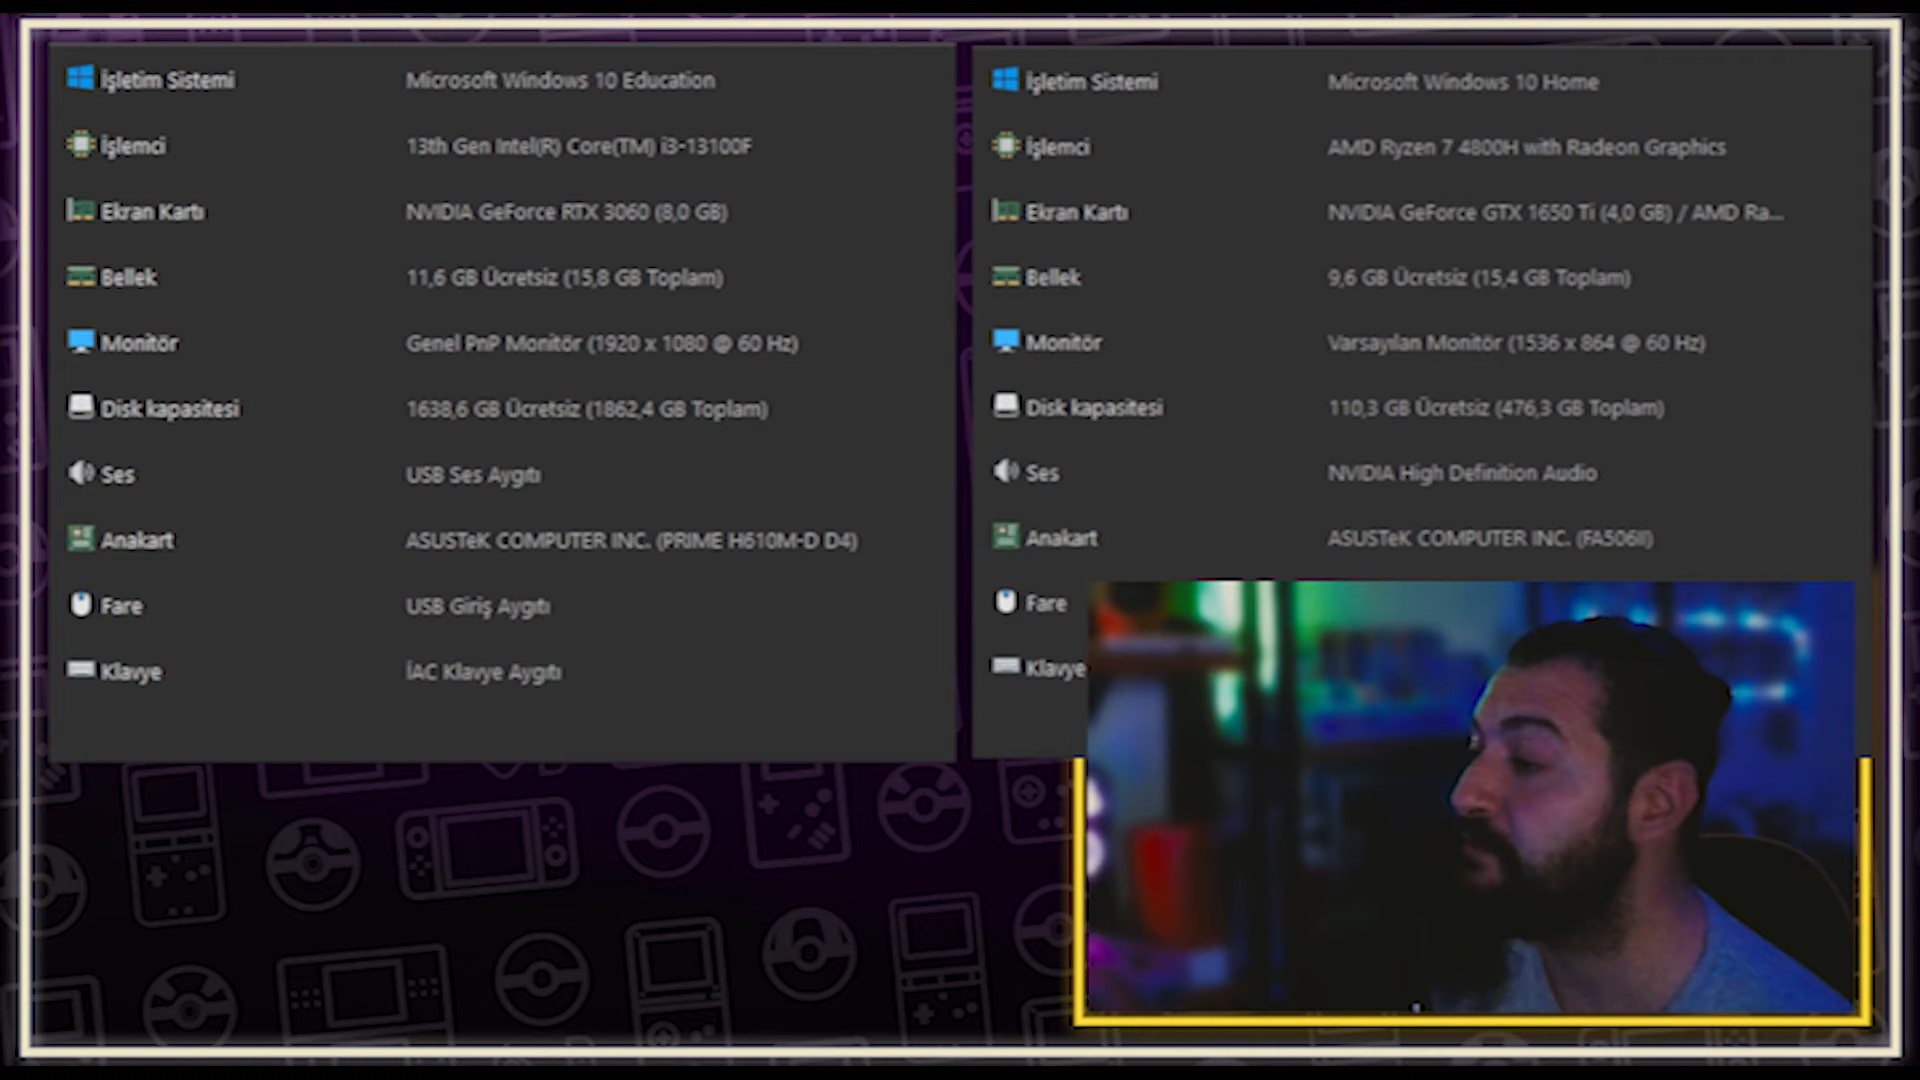 İşletim Sistemi Microsoft Windows 10 Education
İşlemci 13th Gen Intel(R) Core(TM) i3-13100F
Ekran Kartı NVIDIA GeForce RTX 3060 (8,0 GB)
Bellek 11,6 GB Ücretsiz (15,8 GB Toplam)
Monitör Genel PnP Monitör (1920 x 1080 @ 60 Hz)
Disk kapasitesi 1638,6 GB Ücretsiz (1862,4 GB Toplam)
Ses USB Ses Aygıtı
Anakart ASUSTeK COMPUTER INC. (PRIME H610M-D D4)
Fare USB Giriş Aygıtı
Klavye İAC Klavye Aygıtı
İşletim Sistemi Microsoft Windows 10 Home
İşlemci AMD Ryzen 7 4800H with Radeon Graphics
Ekran Kartı NVIDIA GeForce GTX 1650 Ti (4,0 GB) / AMD Ra...
Bellek 9,6 GB Ücretsiz (15,4 GB Toplam)
Monitör Varsayılan Monitör (1536 x 864 @ 60 Hz)
Disk kapasitesi 110,3 GB Ücretsiz (476,3 GB Toplam)
Ses NVIDIA High Definition Audio
Anakart ASUSTeK COMPUTER INC. (FA506II)
Fare
Klavye